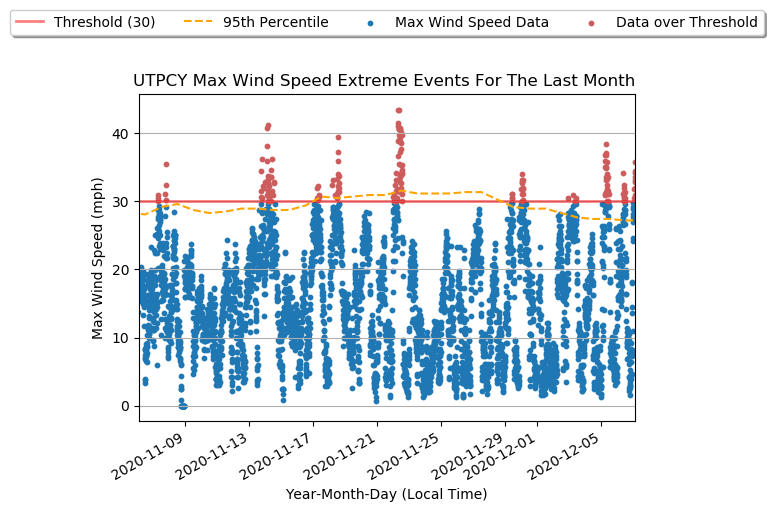 Threshold (30) 95th Percentile Max Wind Speed Data Data over Threshold
UTPCY Max Wind Speed Extreme Events For The Last Month
Max Wind Speed (mph)
40
30
20
10
0
2020-11-09 2020-11-13 2020-11-17 2020-11-21 2020-11-25 2020-11-29 2020-12-01 2020-12-05
Year-Month-Day (Local Time)